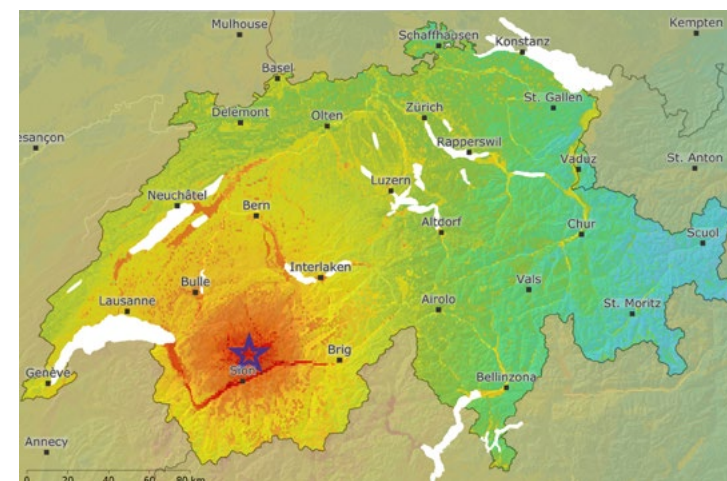 Mulhouse
Kempten
Schaffhausen
Konstanz
Basel
St. Gallen
Delémont
Olten
Zürich
esançon
Rapperswil
St. Anton
Vaduz
Luzern
Neuchâtel
Bern
Altdorf
Chur
Scuol
Interlaken
Bulle
Vals
Lausanne
Airolo
St. Moritz
Brig
Sion
Genève
Bellinzona
Annecy
0 20 40 60 80 km